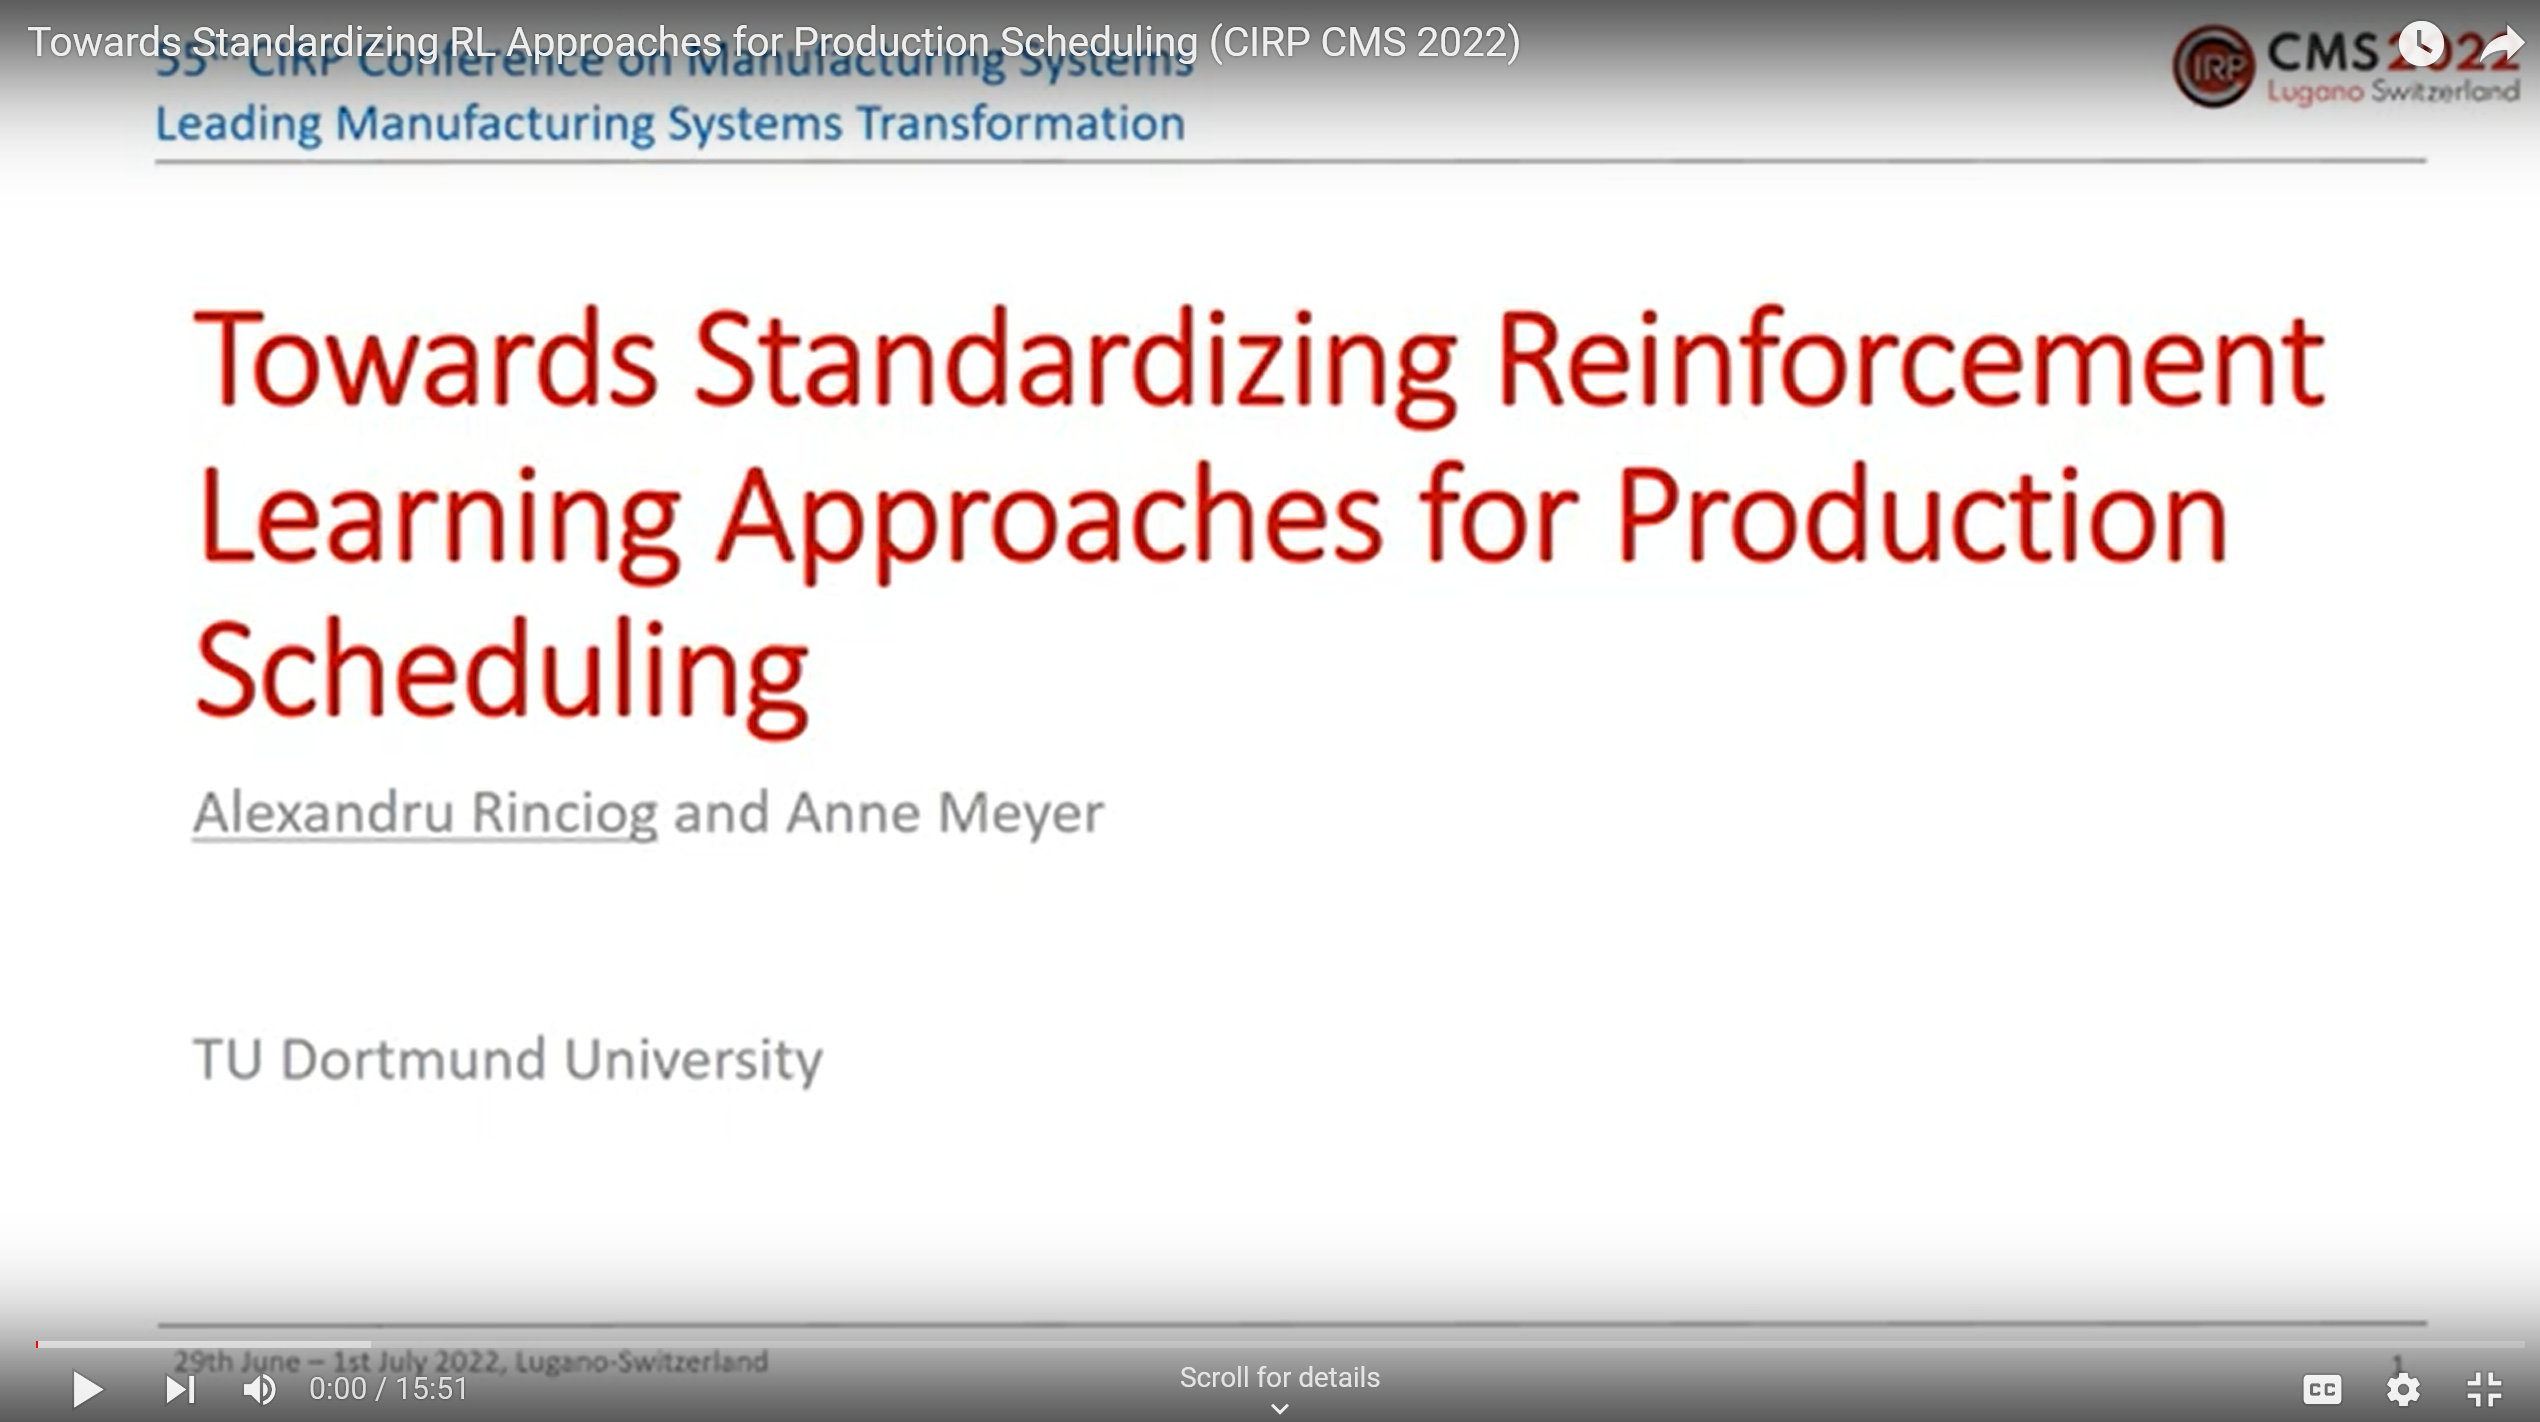 Towards Standardizing RL Approaches for Production Scheduling (CIRP CMS 2022)
55th CIRP Conference on Manufacturing Systems
Leading Manufacturing Systems Transformation
CIRP CMS 2022
Lugano Switzerland
Towards Standardizing Reinforcement
Learning Approaches for Production
Scheduling
Alexandru Rinciog and Anne Meyer
TU Dortmund University
29th June – 1st July 2022, Lugano-Switzerland
1
0:00 / 15:51
Scroll for details
CC